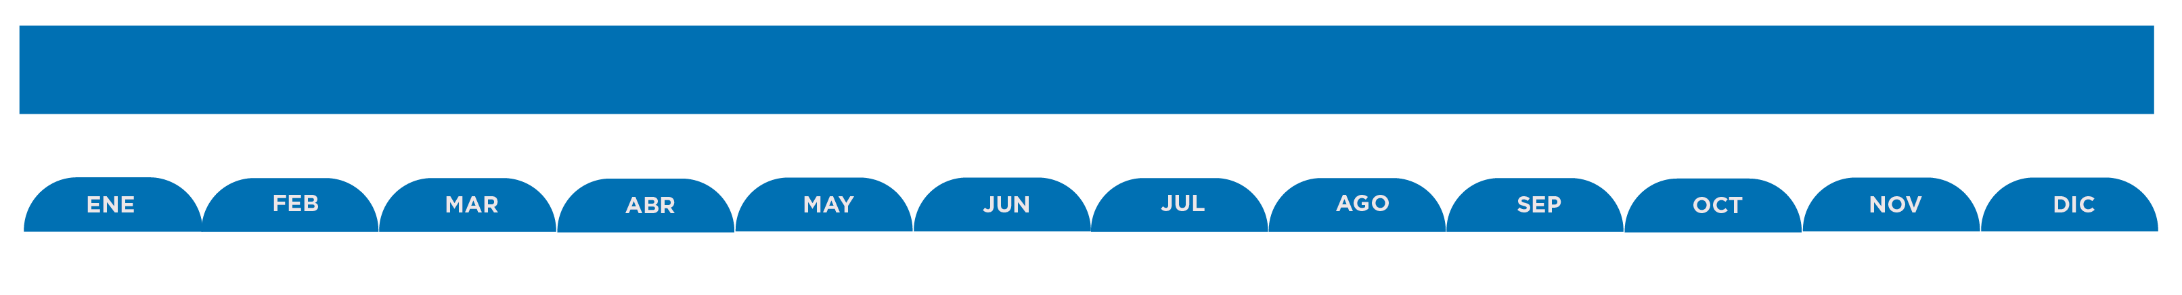 ENE FEB MAR ABR MAY JUN JUL AGO SEP OCT NOV DIC